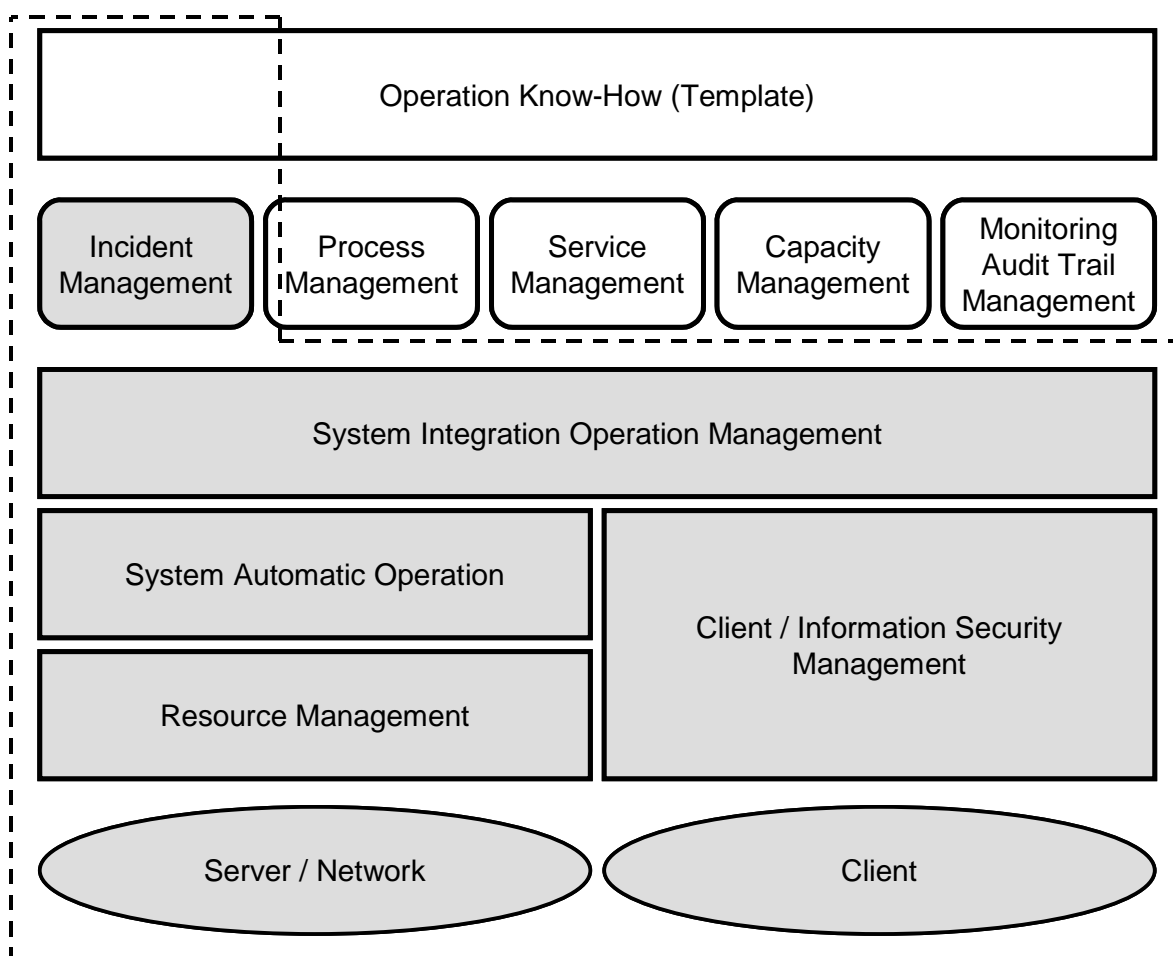 Operation Know-How (Template)
Incident
Management
Process
Management
Service
Management
Capacity
Management
Monitoring
Audit Trail
Management
System Integration Operation Management
System Automatic Operation
Client / Information Security
Management
Resource Management
Server / Network
Client